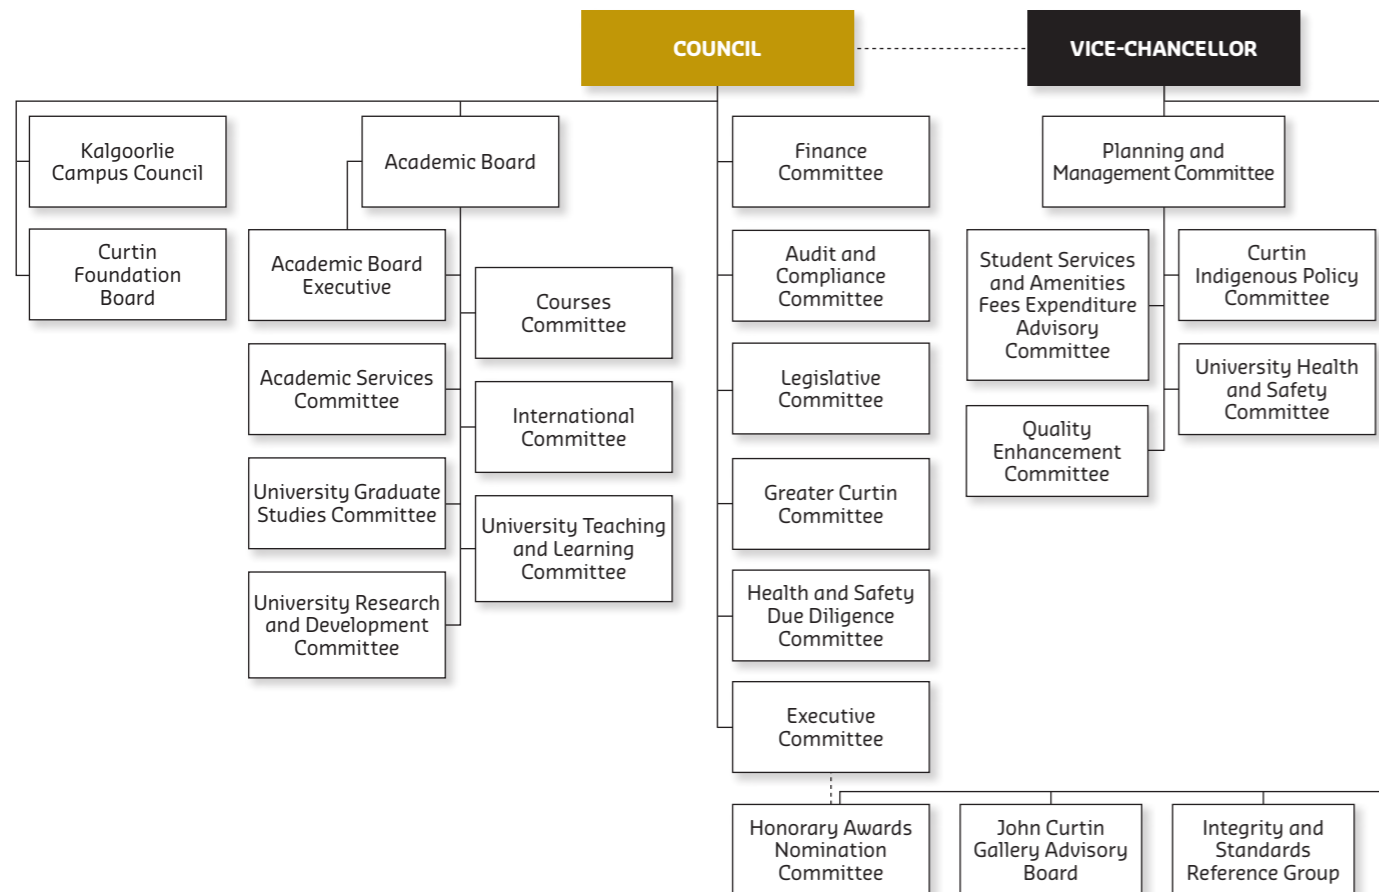 COUNCIL
VICE-CHANCELLOR
Kalgoorlie
Campus Council
Curtin
Foundation
Board
Academic Board
Academic Board
Executive
Academic Services
Committee
University Graduate
Studies Committee
University Research
and Development
Committee
Courses
Committee
International
Committee
University Teaching
and Learning
Committee
Finance
Committee
Audit and
Compliance
Committee
Legislative
Committee
Greater Curtin
Committee
Health and Safety
Due Diligence
Committee
Executive
Committee
Planning and
Management Committee
Student Services
and Amenities
Fees Expenditure
Advisory
Committee
Quality
Enhancement
Committee
Curtin
Indigenous Policy
Committee
University Health
and Safety
Committee
Honorary Awards
Nomination
Committee
John Curtin
Gallery Advisory
Board
Integrity and
Standards
Reference Group